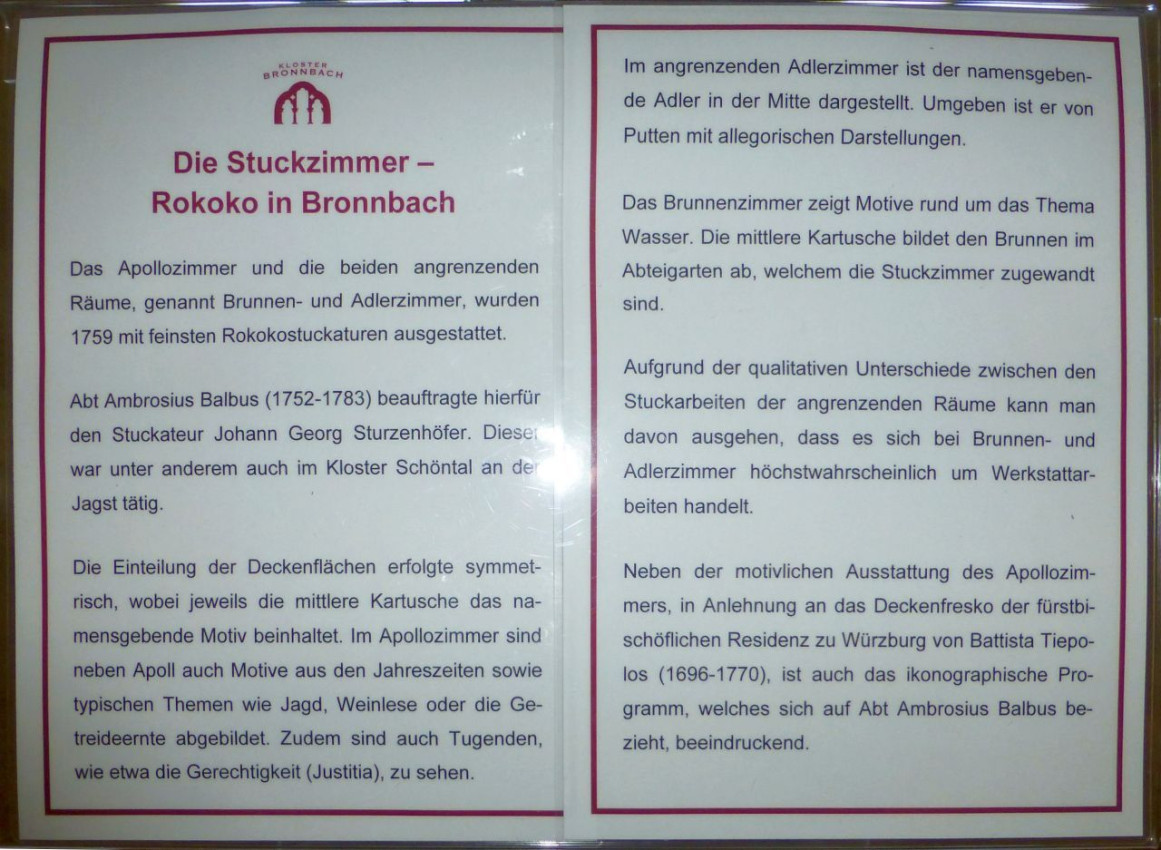 KLOSTER
BRONNBACH
Die Stuckzimmer –
Rokoko in Bronnbach
Das Apollozimmer und die beiden angrenzenden
Räume, genannt Brunnen- und Adlerzimmer, wurden
1759 mit feinsten Rokokostuckaturen ausgestattet.
Abt Ambrosius Balbus (1752-1783) beauftragte hierfür
den Stuckateur Johann Georg Sturzenhöfer. Dieser
war unter anderem auch im Kloster Schöntal an der
Jagst tätig.
Die Einteilung der Deckenflächen erfolgte symmet-
risch, wobei jeweils die mittlere Kartusche das na-
mensgebende Motiv beinhaltet. Im Apollozimmer sind
neben Apoll auch Motive aus den Jahreszeiten sowie
typischen Themen wie Jagd, Weinlese oder die Ge-
treideernte abgebildet. Zudem sind auch Tugenden,
wie etwa die Gerechtigkeit (Justitia), zu sehen.
Im angrenzenden Adlerzimmer ist der namensgeben-
de Adler in der Mitte dargestellt. Umgeben ist er von
Putten mit allegorischen Darstellungen.
Das Brunnenzimmer zeigt Motive rund um das Thema
Wasser. Die mittlere Kartusche bildet den Brunnen im
Abteigarten ab, welchem die Stuckzimmer zugewandt
sind.
Aufgrund der qualitativen Unterschiede zwischen den
Stuckarbeiten der angrenzenden Räume kann man
davon ausgehen, dass es sich bei Brunnen- und
Adlerzimmer höchstwahrscheinlich um Werkstattar-
beiten handelt.
Neben der motivlichen Ausstattung des Apollozim-
mers, in Anlehnung an das Deckenfresko der fürstbi-
schöflichen Residenz zu Würzburg von Battista Tiepo-
los (1696-1770), ist auch das ikonographische Pro-
gramm, welches sich auf Abt Ambrosius Balbus be-
zieht, beeindruckend.